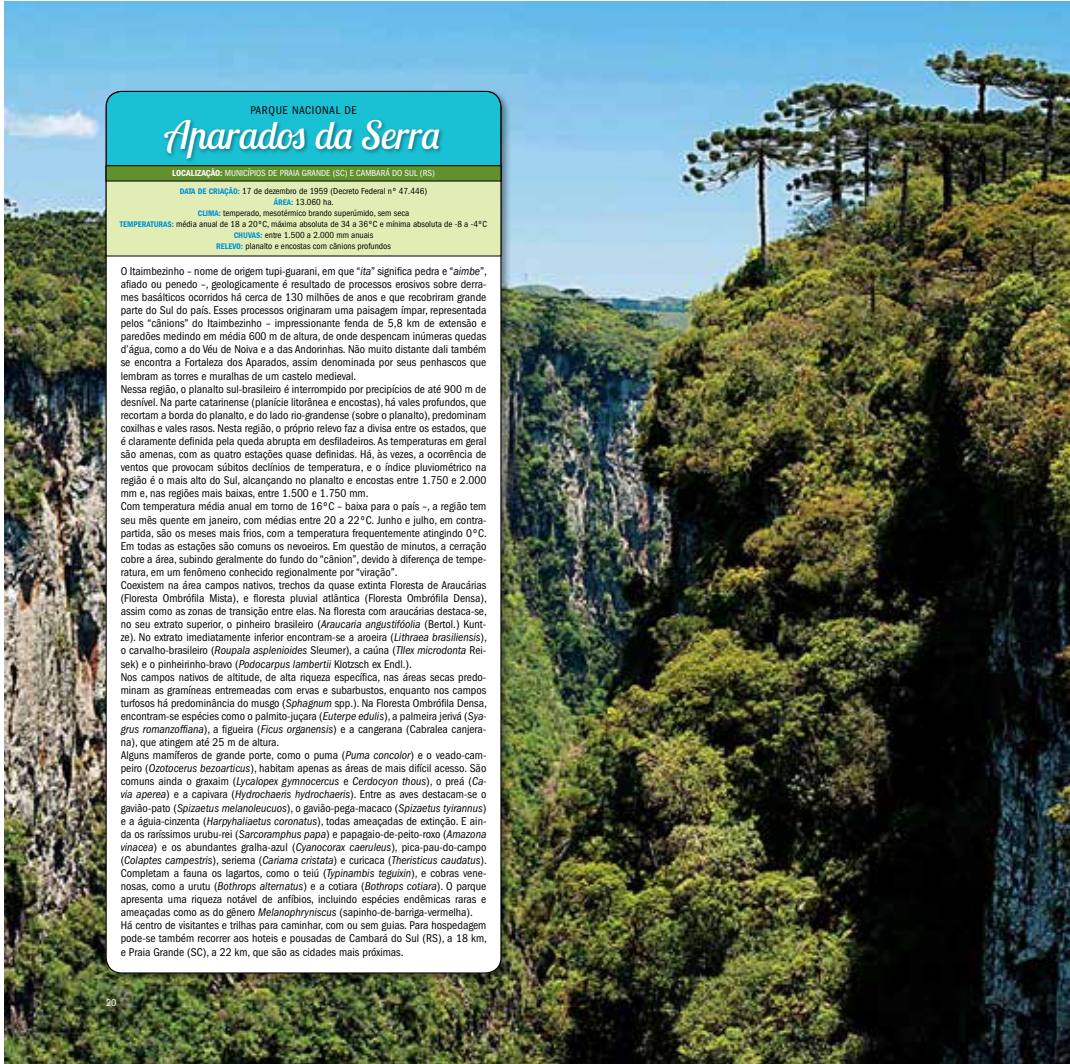 PARQUE NACIONAL DE
Aparados da Serra
LOCALIZAÇÃO: MUNICÍPIOS DE PRAIA GRANDE (SC) E CAMBARÁ DO SUL (RS)
DATA DE CRIAÇÃO: 17 de dezembro de 1959 (Decreto Federal n° 47.446)
ÁREA: 13.060 ha.
CLIMA: temperado, mesotérmico brando superúmido, sem seca
TEMPERATURAS: média anual de 18 a 20°C, máxima absoluta de 34 a 36°C e mínima absoluta de -8 a -4°C
CHUVAS: entre 1.500 a 2.000 mm anuais
RELEVO: planalto e encostas com cânions profundos
O Itaimbezinho – nome de origem tupi-guarani, em que “ita” significa pedra e “aimbe”,
afiado ou penedo –, geologicamente é resultado de processos erosivos sobre derra-
mes basálticos ocorridos há cerca de 130 milhões de anos e que recobriram grande
parte do Sul do país. Esses processos originaram uma paisagem ímpar, representada
pelos “cânions” do Itaimbezinho – impressionante fenda de 5,8 km de extensão e
paredões medindo em média 600 m de altura, de onde despencam inúmeras quedas
d’água, como a do Véu de Noiva e a das Andorinhas. Não muito distante dali também
se encontra a Fortaleza dos Aparados, assim denominada por seus penhascos que
lembram as torres e muralhas de um castelo medieval.
Nessa região, o planalto sul-brasileiro é interrompido por precipícios de até 900 m de
desnível. Na parte catarinense (planície litorânea e encostas), há vales profundos, que
recortam a borda do planalto, e do lado rio-grandense (sobre o planalto), predominam
coxilhas e vales rasos. Nesta região, o próprio relevo faz a divisa entre os estados, que
é claramente definida pela queda abrupta em desfiladeiros. As temperaturas em geral
são amenas, com as quatro estações quase definidas. Há, às vezes, a ocorrência de
ventos que provocam súbitos declínios de temperatura, e o índice pluviométrico na
região é o mais alto do Sul, alcançando no planalto e encostas entre 1.750 e 2.000
mm e, nas regiões mais baixas, entre 1.500 e 1.750 mm.
Com temperatura média anual em torno de 16°C – baixa para o país –, a região tem
seu mês quente em janeiro, com médias entre 20 a 22°C. Junho e julho, em contra-
partida, são os meses mais frios, com a temperatura frequentemente atingindo 0°C.
Em todas as estações são comuns os nevoeiros. Em questão de minutos, a cerração
cobre a área, subindo geralmente do fundo do “cânion”, devido à diferença de tempe-
ratura, em um fenômeno conhecido regionalmente por “viração”.
Coexistem na área campos nativos, trechos da quase extinta Floresta de Araucárias
(Floresta Ombrófila Mista), e floresta pluvial atlântica (Floresta Ombrófila Densa),
assim como as zonas de transição entre elas. Na floresta com araucárias destaca-se,
no seu extrato superior, o pinheiro brasileiro (Araucaria angustifóolia (Bertol.) Kunt-
ze). No extrato imediatamente inferior encontram-se a aroeira (Lithraea brasiliensis),
o carvalho-brasileiro (Roupala asplenioides Sleumer), a caúna (Tllex microdonta Rei-
sek) e o pinheirinho-bravo (Podocarpus lambertii Klotzsch ex Endl.).
Nos campos nativos de altitude, de alta riqueza específica, nas áreas secas predo-
minam as gramíneas entremeadas com ervas e subarbustos, enquanto nos campos
turfosos há predominância do musgo (Sphagnum spp.). Na Floresta Ombrófila Densa,
encontram-se espécies como o palmito-juçara (Euterpe edulis), a palmeira jerivá (Sya-
grus romanzoffiana), a figueira (Ficus organensis) e a cangerana (Cabralea canjera-
na), que atingem até 25 m de altura.
Alguns mamíferos de grande porte, como o puma (Puma concolor) e o veado-cam-
peiro (Ozotocerus bezoarticus), habitam apenas as áreas de mais difícil acesso. São
comuns ainda o graxaim (Lycalopex gymnocercus e Cerdocyon thous), o preá (Ca-
via aperea) e a capivara (Hydrochaeris hydrochaeris). Entre as aves destacam-se o
gavião-pato (Spizaetus melanoleucuos), o gavião-pega-macaco (Spizaetus tyirannus)
e a águia-cinzenta (Harpyhaliaetus coronatus), todas ameaçadas de extinção. E ain-
da os raríssimos urubu-rei (Sarcoramphus papa) e papagaio-de-peito-roxo (Amazona
vinacea) e os abundantes gralha-azul (Cyanocorax caeruleus), pica-pau-do-campo
(Colaptes campestris), seriema (Cariama cristata) e curicaca (Theristicus caudatus).
Completam a fauna os lagartos, como o teiú (Typinambis teguixin), e cobras vene-
nosas, como a urutu (Bothrops alternatus) e a cotiara (Bothrops cotiara). O parque
apresenta uma riqueza notável de anfíbios, incluindo espécies endêmicas raras e
ameaçadas como as do gênero Melanophryniscus (sapinho-de-barriga-vermelha).
Há centro de visitantes e trilhas para caminhar, com ou sem guias. Para hospedagem
pode-se também recorrer aos hoteis e pousadas de Cambará do Sul (RS), a 18 km,
e Praia Grande (SC), a 22 km, que são as cidades mais próximas.
20